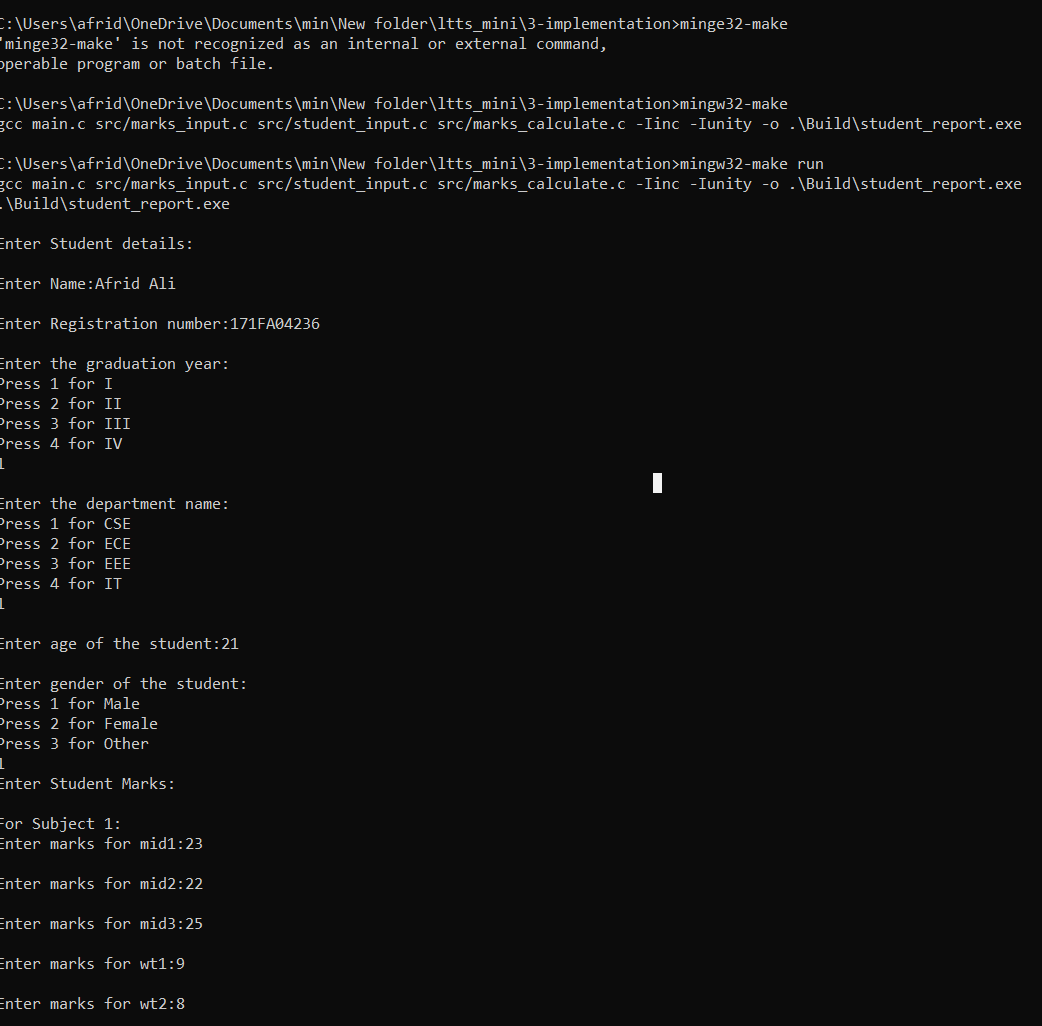 C:\Users\afrid\OneDrive\Documents\min\New folder\ltts_mini\3-implementation>minge32-make
'minge32-make' is not recognized as an internal or external command,
operable program or batch file.
C:\Users\afrid\OneDrive\Documents\min\New folder\ltts_mini\3-implementation>mingw32-make
gcc main.c src/marks_input.c src/student_input.c src/marks_calculate.c -Iinc -Iunity -o .\Build\student_report.exe
C:\Users\afrid\OneDrive\Documents\min\New folder\ltts_mini\3-implementation>mingw32-make run
gcc main.c src/marks_input.c src/student_input.c src/marks_calculate.c -Iinc -Iunity -o .\Build\student_report.exe
.\Build\student_report.exe
Enter Student details:
Enter Name:Afrid Ali
Enter Registration number:171FA04236
Enter the graduation year:
Press 1 for I
Press 2 for II
Press 3 for III
Press 4 for IV
1
Enter the department name:
Press 1 for CSE
Press 2 for ECE
Press 3 for EEE
Press 4 for IT
1
Enter age of the student:21
Enter gender of the student:
Press 1 for Male
Press 2 for Female
Press 3 for Other
1
Enter Student Marks:
For Subject 1:
Enter marks for mid1:23
Enter marks for mid2:22
Enter marks for mid3:25
Enter marks for wt1:9
Enter marks for wt2:8